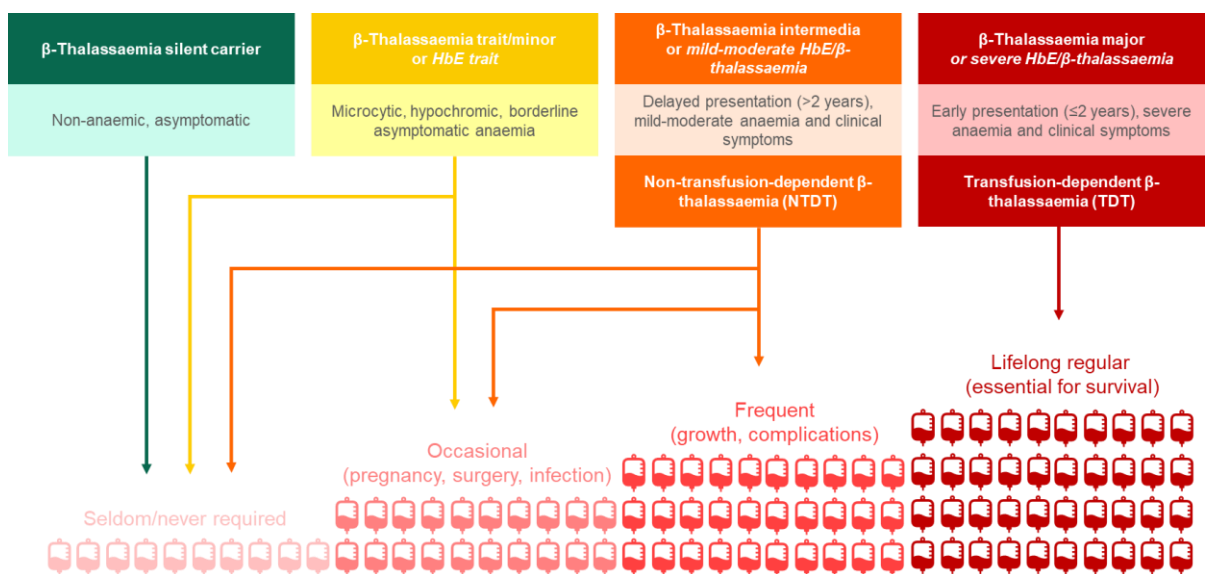 β-Thalassaemia silent carrier
Non-anaemic, asymptomatic
β-Thalassaemia trait/minor
or HbE trait
Microcytic, hypochromic, borderline
asymptomatic anaemia
β-Thalassaemia intermedia
or mild-moderate HbE/β-
thalassaemia
Delayed presentation (>2 years),
mild-moderate anaemia and clinical
symptoms
Non-transfusion-dependent β-
thalassaemia (NTDT)
β-Thalassaemia major
or severe HbE/β-thalassaemia
Early presentation (≤2 years), severe
anaemia and clinical symptoms
Transfusion-dependent β-
thalassaemia (TDT)
Seldom/never required
Occasional
(pregnancy, surgery, infection)
Frequent
(growth, complications)
Lifelong regular
(essential for survival)